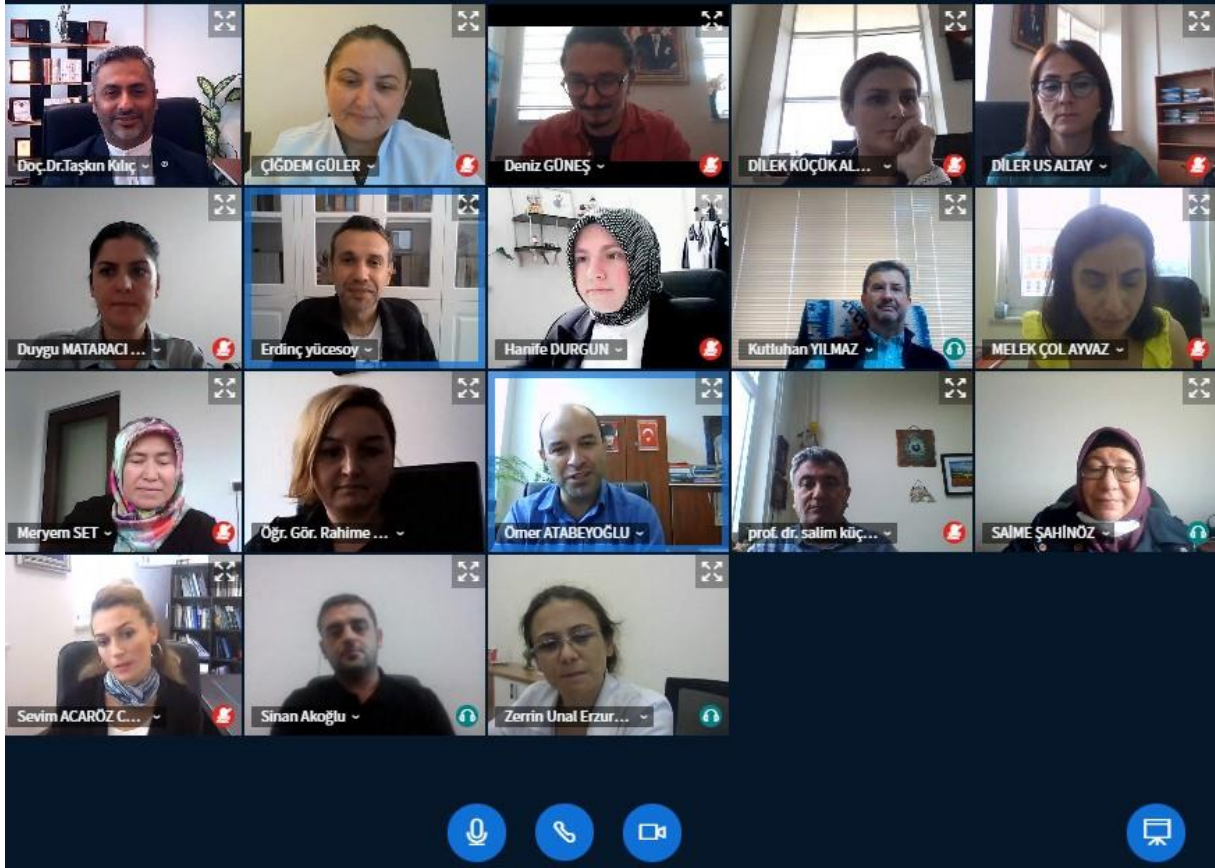 Doç.Dr.Taşkın Kılıç
ÇİĞDEM GÜLER
Deniz GÜNEŞ
DİLEK KÜÇÜK AL...
DİLER US ALTAY
Duygu MATARACI ...
Erdinç yücesoy
Hanife DURGUN
Kutluhan YILMAZ
MELEK ÇOL AYVAZ
Meryem SET
Öğr. Gör. Rahime ...
Ömer ATABEYOĞLU
prof. dr. salim küç...
SAİME ŞAHİNÖZ
Sevim ACARÖZ C...
Sinan Akoğlu
Zerrin Unal Erzur...